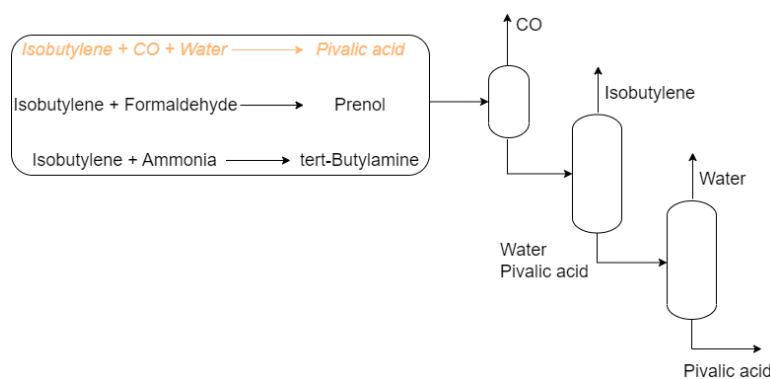 Isobutylene + CO + Water Pivalic acid
Isobutylene + Formaldehyde Prenol
Isobutylene + Ammonia tert-Butylamine
CO
Isobutylene
Water
Water
Pivalic acid
Pivalic acid